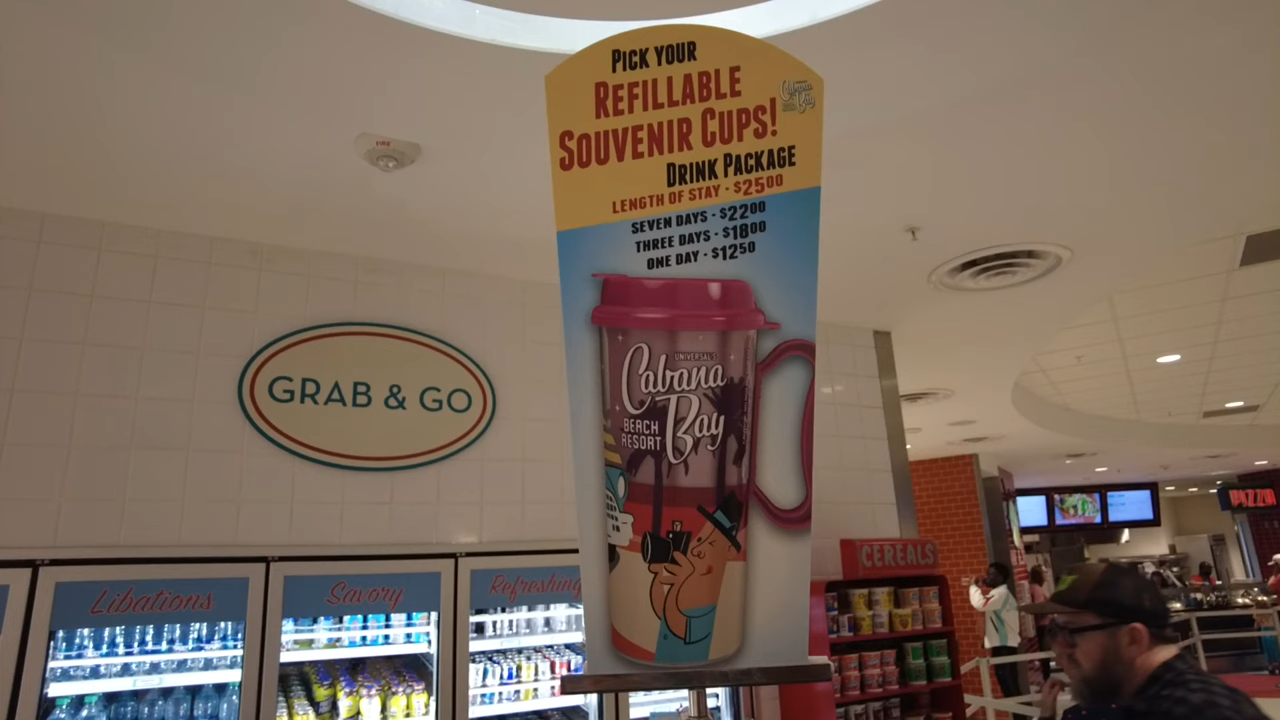 PICK YOUR
REFILLABLE
SOUVENIR CUPS!
Cabana
Bay
DRINK PACKAGE
LENGTH OF STAY - $2500
SEVEN DAYS - $2200
THREE DAYS - $1800
ONE DAY - $1250
FIRE
UNIVERSAL'S
Cabana
Bay
BEACH
RESORT
GRAB & GO
Libations
Savory
Refreshing
CEREALS